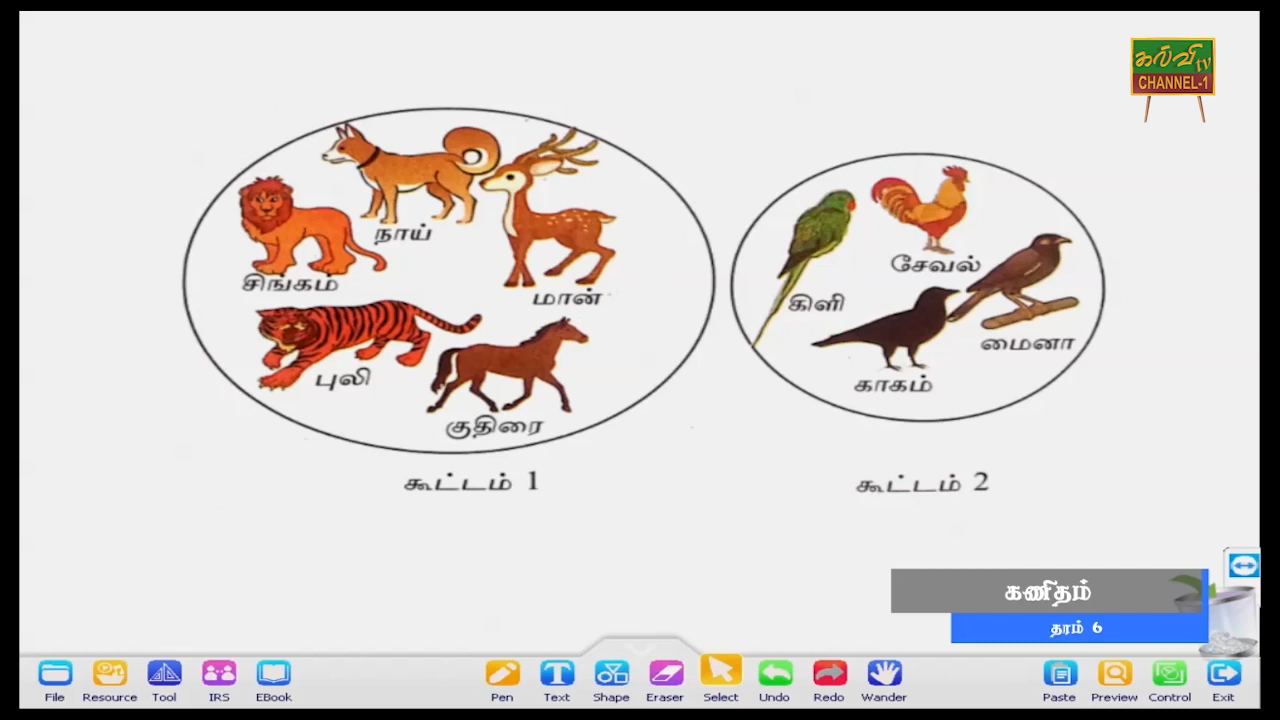 கல்வி TV
CHANNEL-1
நாய்
சிங்கம்
மான்
புலி
குதிரை
சேவல்
கிளி
மைனா
காகம்
கூட்டம் 1
கூட்டம் 2
கணிதம்
தரம் 6
File Resource Tool IRS EBook Pen Text Shape Eraser Select Undo Redo Wander Paste Preview Control Exit